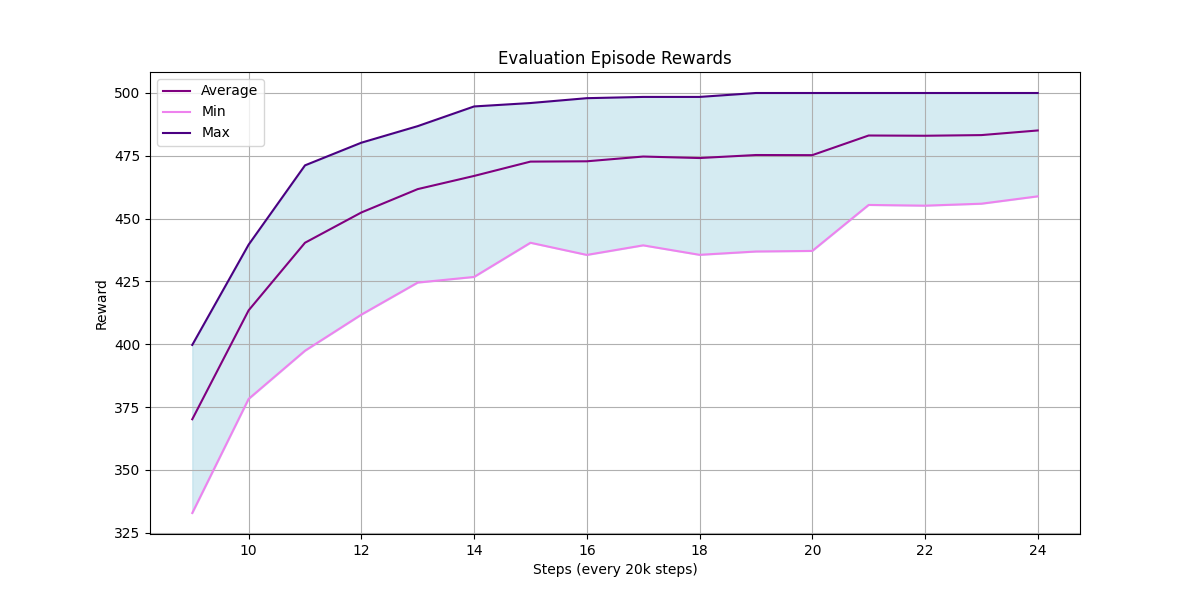 Evaluation Episode Rewards
Average
Min
Max
500
475
450
425
400
375
350
325
Reward
10 12 14 16 18 20 22 24
Steps (every 20k steps)